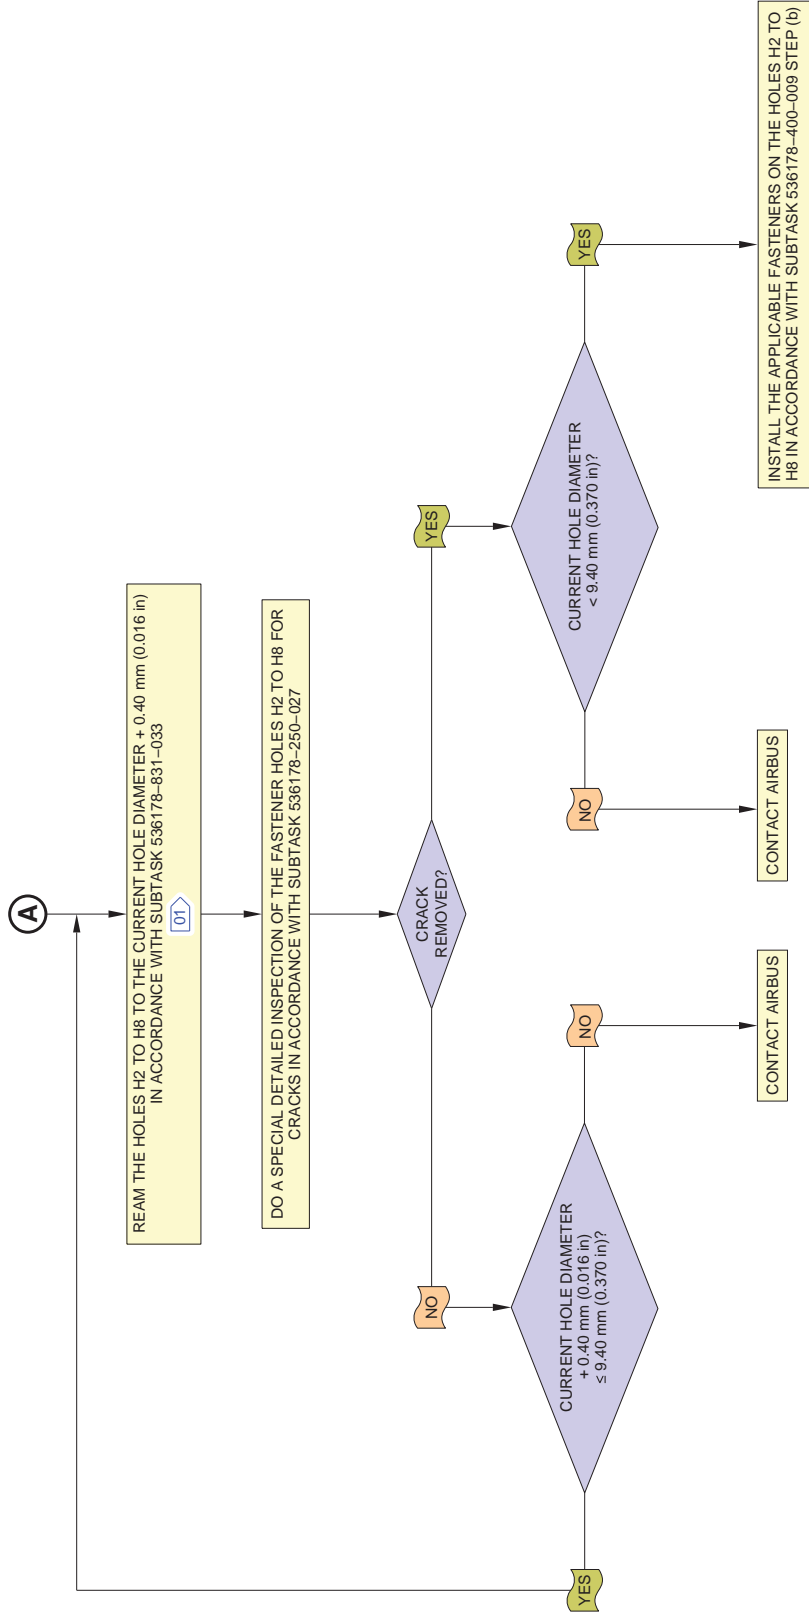 A
REAM THE HOLES H2 TO H8 TO THE CURRENT HOLE DIAMETER + 0.40 mm (0.016 in)
IN ACCORDANCE WITH SUBTASK 536178–831–033
01
DO A SPECIAL DETAILED INSPECTION OF THE FASTENER HOLES H2 TO H8 FOR
CRACKS IN ACCORDANCE WITH SUBTASK 536178–250–027
CRACK
REMOVED?
NO
YES
CURRENT HOLE DIAMETER
+ 0.40 mm (0.016 in)
≤ 9.40 mm (0.370 in)?
CURRENT HOLE DIAMETER
< 9.40 mm (0.370 in)?
YES
NO
NO
YES
CONTACT AIRBUS
CONTACT AIRBUS
INSTALL THE APPLICABLE FASTENERS ON THE HOLES H2 TO
H8 IN ACCORDANCE WITH SUBTASK 536178–400–009 STEP (b)